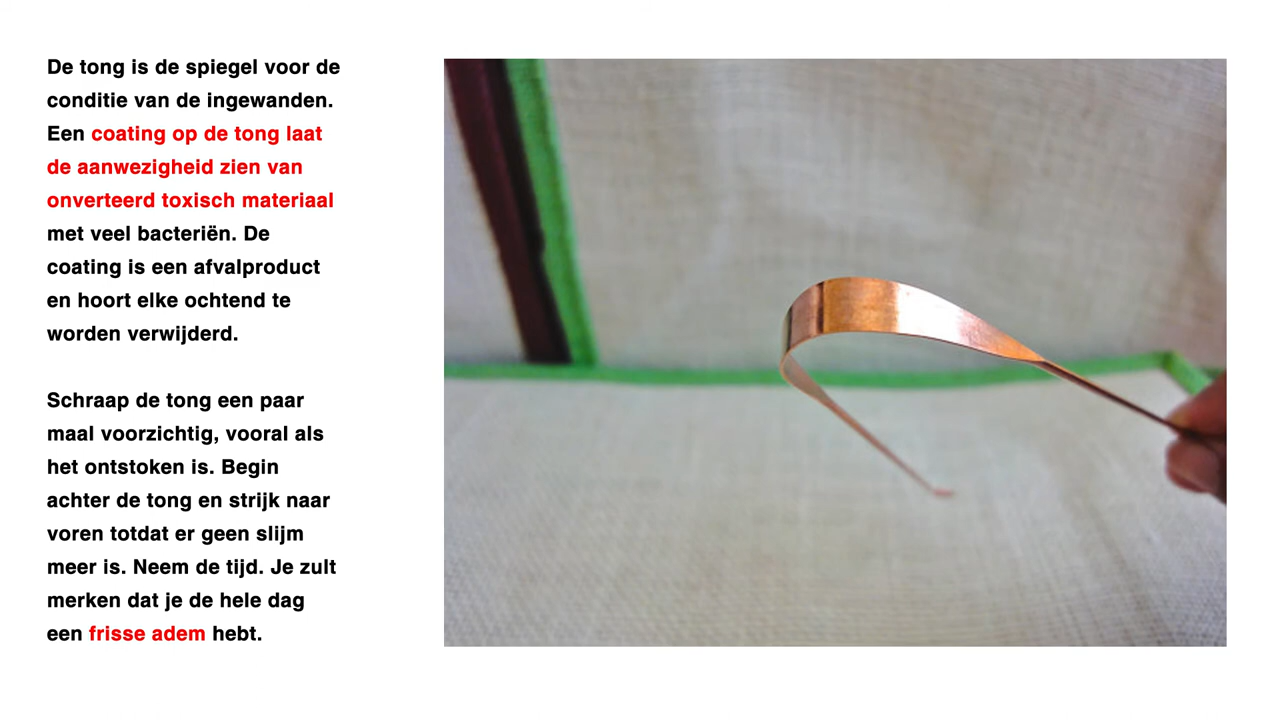 De tong is de spiegel voor de
conditie van de ingewanden.
Een coating op de tong laat
de aanwezigheid zien van
onverteerd toxisch materiaal
met veel bacteriën. De
coating is een afvalproduct
en hoort elke ochtend te
worden verwijderd.
Schraap de tong een paar
maal voorzichtig, vooral als
het ontstoken is. Begin
achter de tong en strijk naar
voren totdat er geen slijm
meer is. Neem de tijd. Je zult
merken dat je de hele dag
een frisse adem hebt.